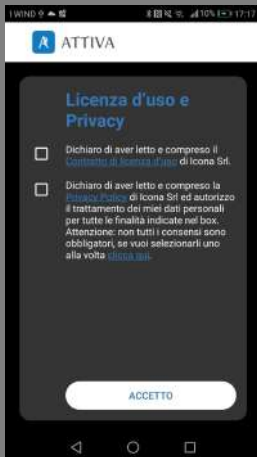 I WIND
10% 17:17
ATTIVA
Licenza d'uso e
Privacy
Dichiaro di aver letto e compreso il
Contratto di licenza d'uso di Icona Srl.
Dichiaro di aver letto e compreso la
Privacy Policy di Icona Srl ed autorizzo
il trattamento dei miei dati personali
per tutte le finalità indicate nel box.
Attenzione: non tutti i consensi sono
obbligatori, se vuoi selezionarli uno
alla volta clicca qui.
ACCETTO